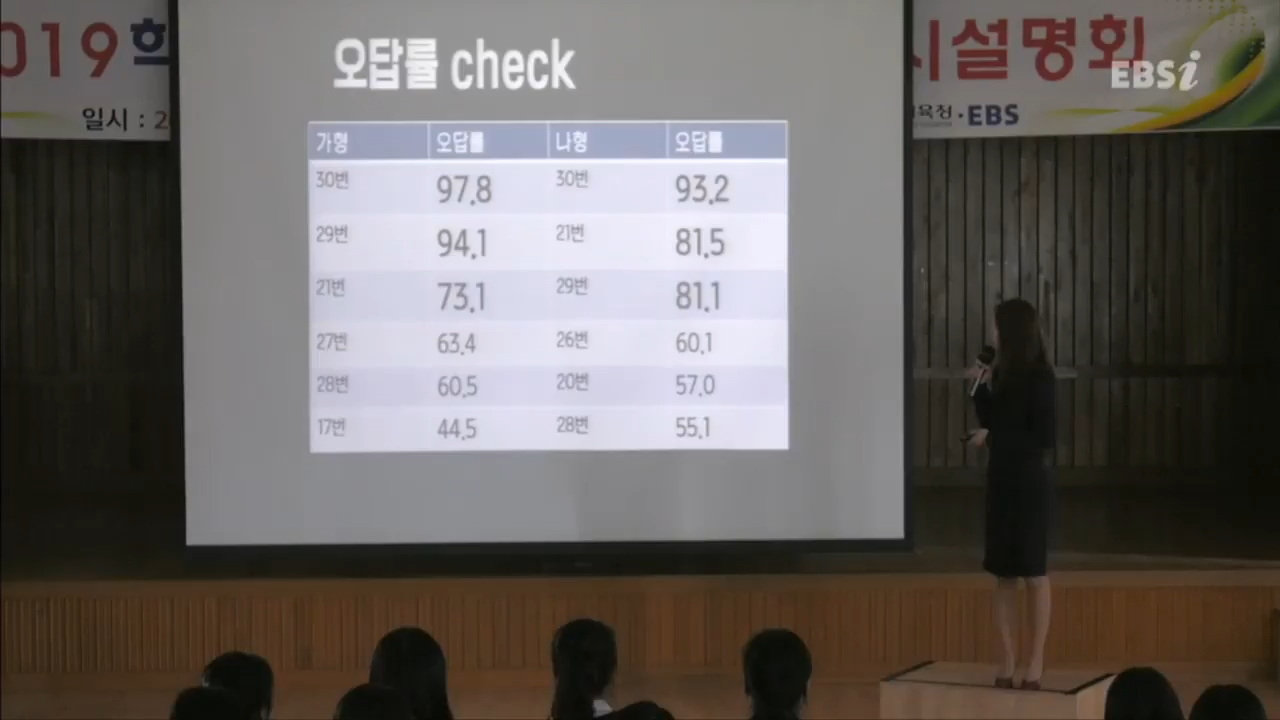 019학
시설명회
EBSi
일시 : 2
육청 · EBS
오답률 check
가형 오답률 나형 오답률
30번 97.8 30번 93.2
29번 94.1 21번 81.5
21번 73.1 29번 81.1
27번 63.4 26번 60.1
28번 60.5 20번 57.0
17번 44.5 28번 55.1